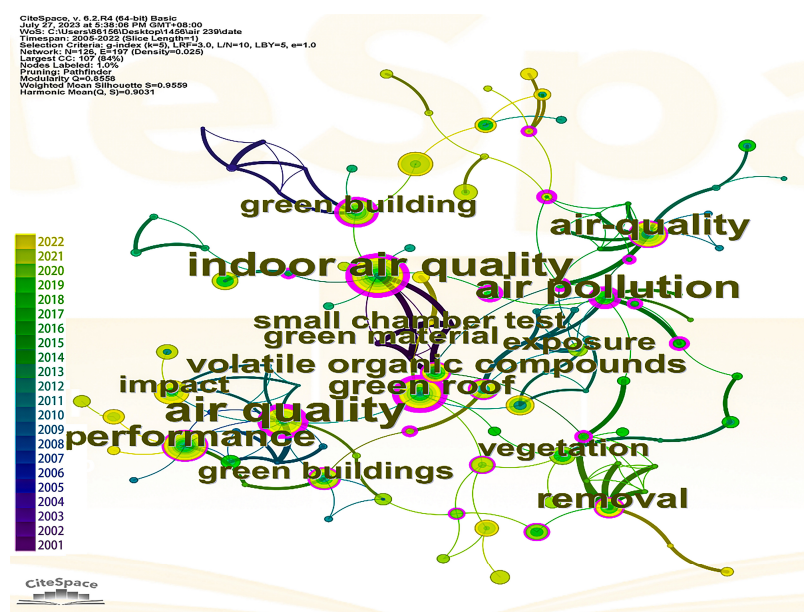 CiteSpace, v. 6.2.R4 (64-bit) Basic
July 27, 2023 at 5:38:06 PM GMT+08:00
WoS: C:\Users\86156\Desktop\1456\air 239\date
Timespan: 2005-2022 (Slice Length=1)
Selection Criteria: g-index (k=5), LRF=3.0, L/N=10, LBY=5, e=1.0
Network: N=126, E=197 (Density=0.025)
Largest CC: 107 (84%)
Nodes Labeled: 1.0%
Pruning: Pathfinder
Modularity Q=0.8558
Weighted Mean Silhouette S=0.9559
Harmonic Mean(Q, S)=0.9031
green building
air-quality
indoor air quality
air pollution
small chamber test
green material
exposure
volatile organic compounds
impact
green roof
air quality
performance
vegetation
green buildings
removal
2022
2021
2020
2019
2018
2017
2016
2015
2014
2013
2012
2011
2010
2009
2008
2007
2006
2005
2004
2003
2002
2001
CiteSpace